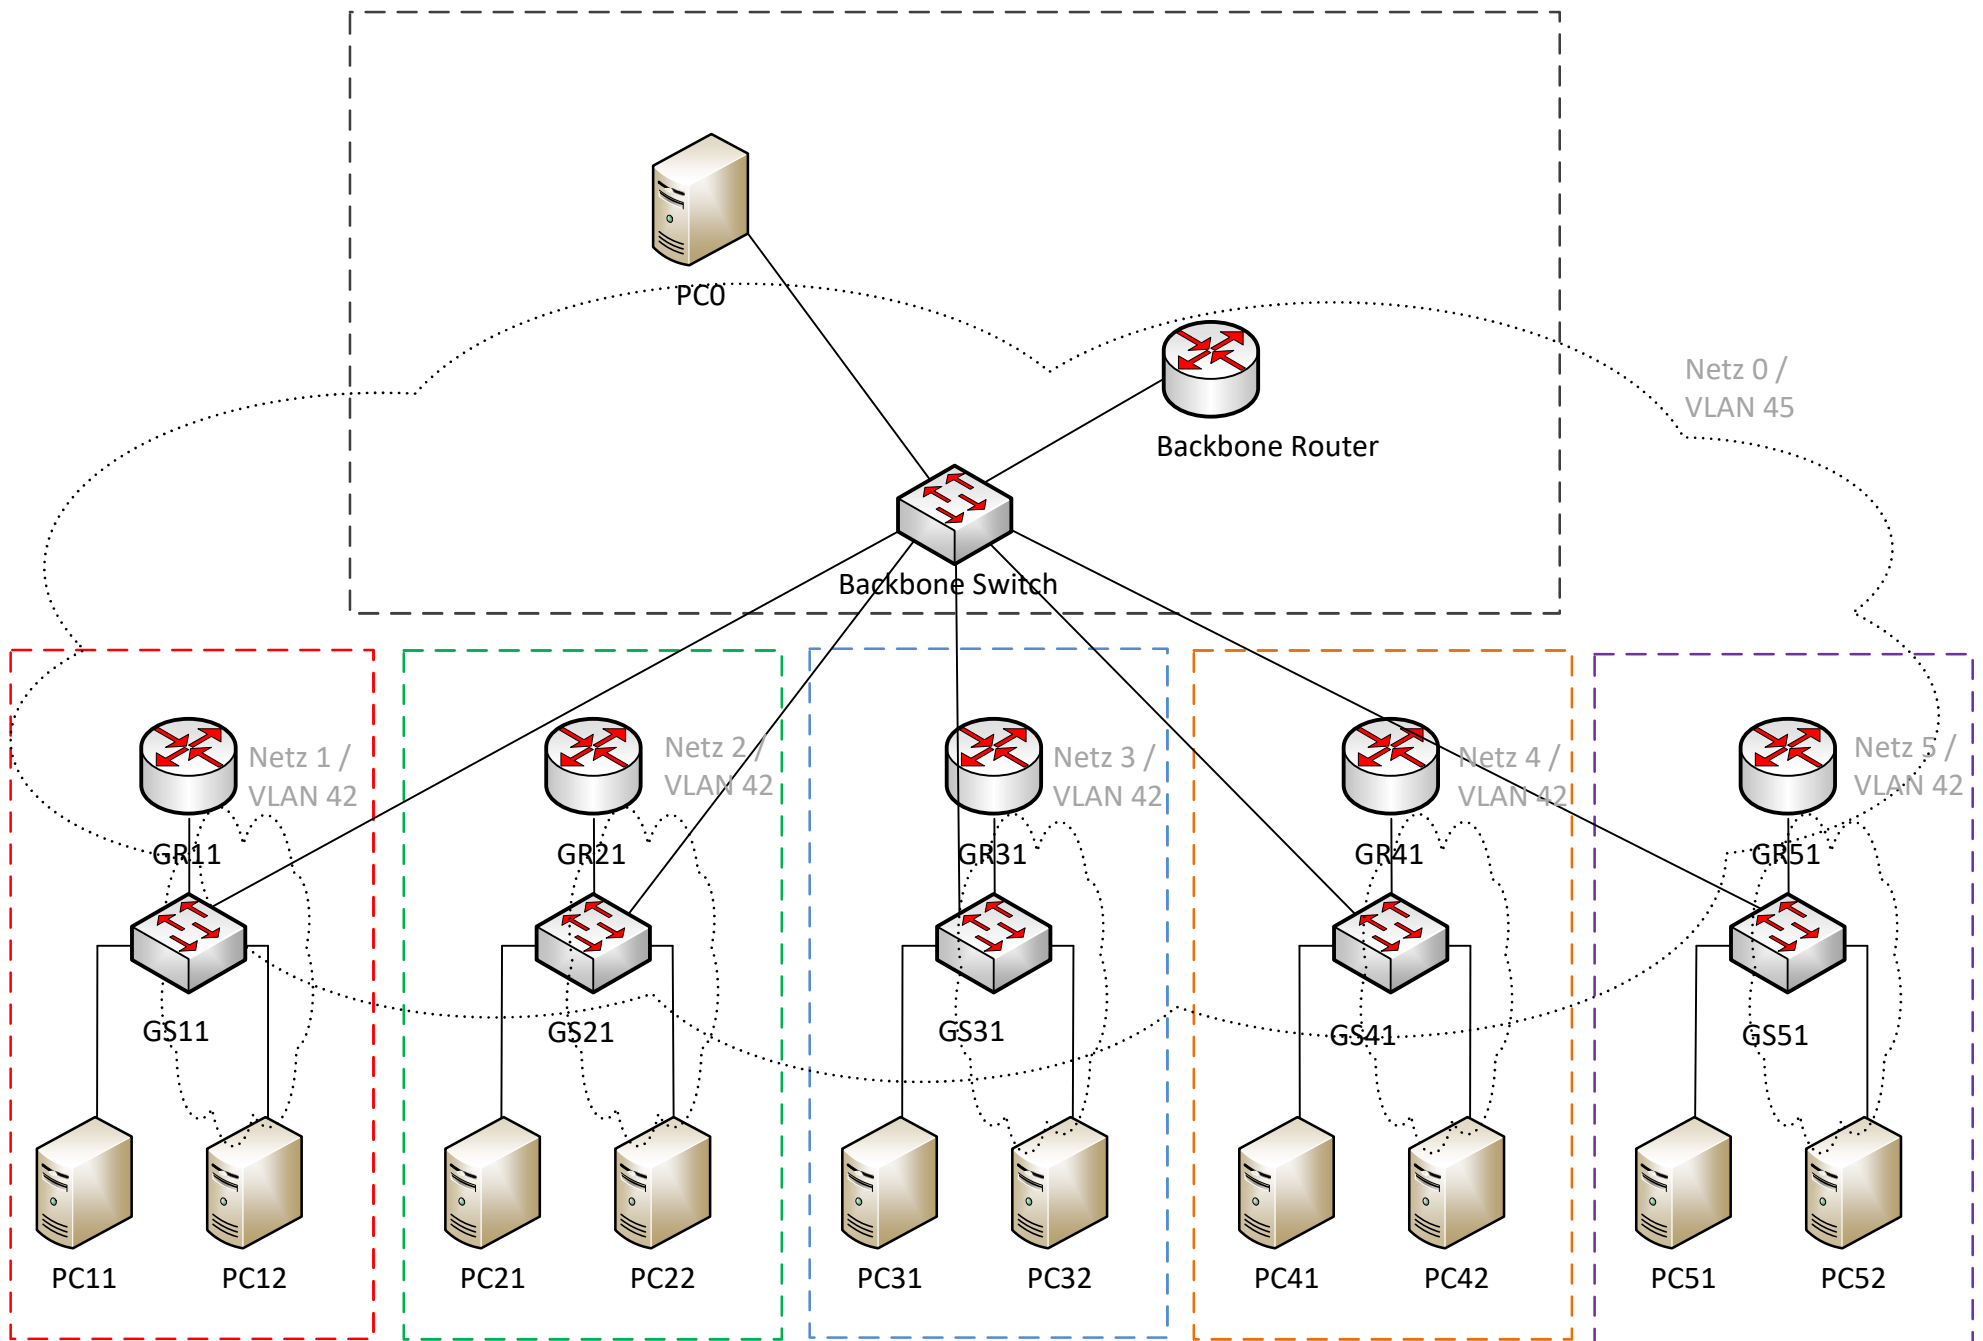 PC0
Netz 0 /
VLAN 45
Backbone Router
Backbone Switch
Netz 1 /
VLAN 42
Netz 2 /
VLAN 42
Netz 3 /
VLAN 42
Netz 4 /
VLAN 42
Netz 5 /
VLAN 42
GR11
GR21
GR31
GR41
GR51
GS11
GS21
GS31
GS41
GS51
PC11
PC12
PC21
PC22
PC31
PC32
PC41
PC42
PC51
PC52